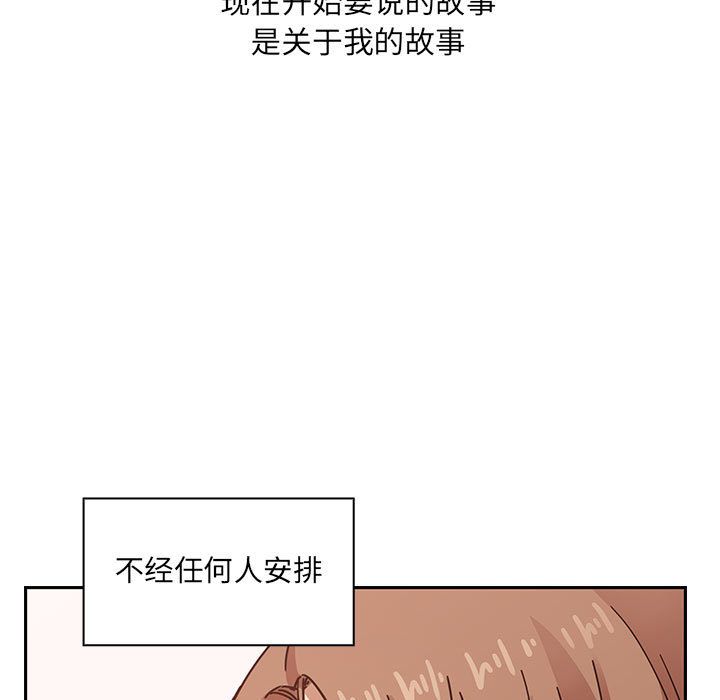 现在开始要说的故事
是关于我的故事
不经任何人安排